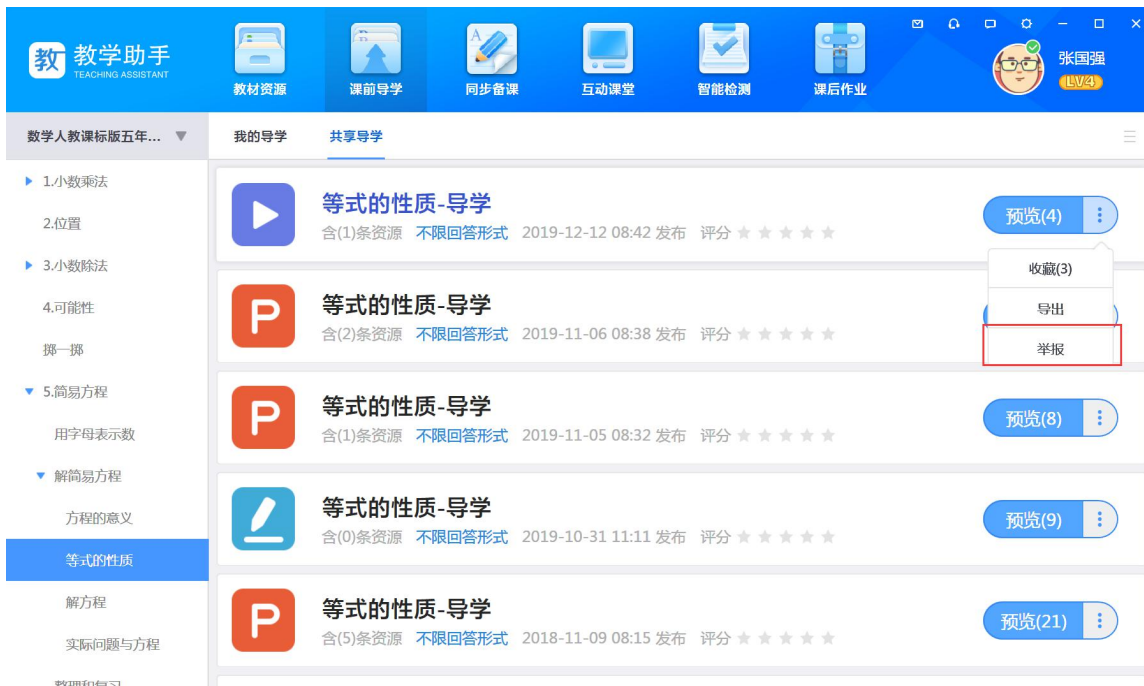 教 教学助手
TEACHING ASSISTANT
教材资源 课前导学 同步备课 互动课堂 智能检测 课后作业
张国强
LV4
数学人教课标版五年... 我的导学 共享导学
1.小数乘法
2.位置
3.小数除法
4.可能性
掷一掷
5.简易方程
用字母表示数
解简易方程
方程的意义
等式的性质
解方程
实际问题与方程
整理和复习
等式的性质-导学
含(1)条资源 不限回答形式 2019-12-12 08:42 发布 评分
预览(4)
收藏(3)
导出
举报
等式的性质-导学
含(2)条资源 不限回答形式 2019-11-06 08:38 发布 评分
等式的性质-导学
含(1)条资源 不限回答形式 2019-11-05 08:32 发布 评分
预览(8)
等式的性质-导学
含(0)条资源 不限回答形式 2019-10-31 11:11 发布 评分
预览(9)
等式的性质-导学
含(5)条资源 不限回答形式 2018-11-09 08:15 发布 评分
预览(21)